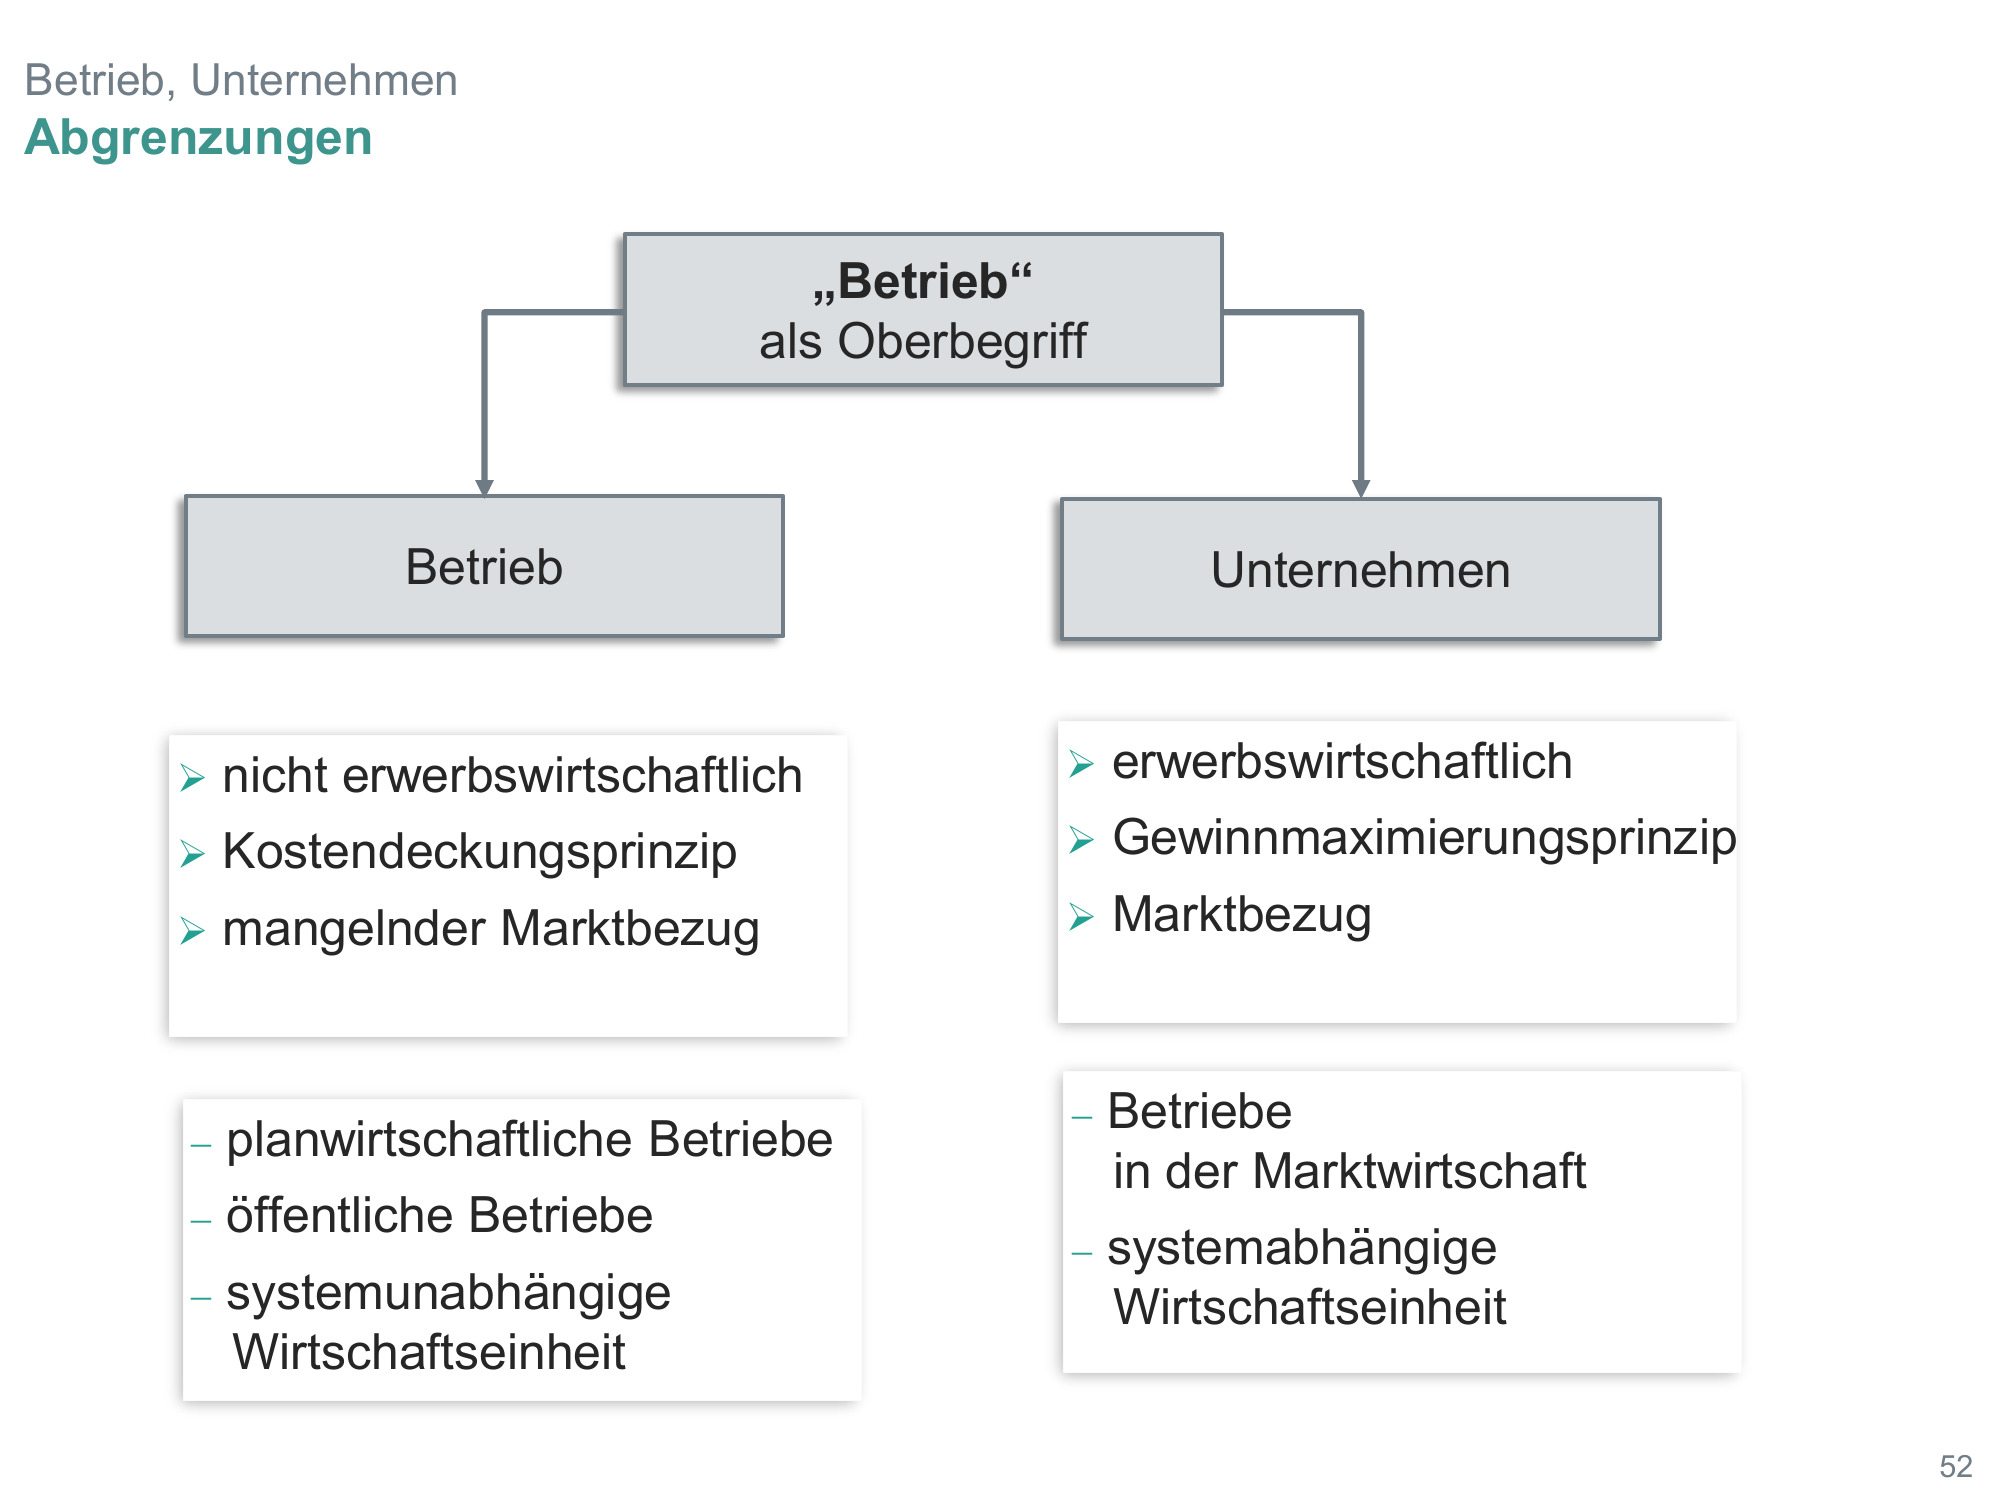 Betrieb, Unternehmen
Abgrenzungen
„Betrieb“
als Oberbegriff
Betrieb
Unternehmen
➢ nicht erwerbswirtschaftlich
➢ Kostendeckungsprinzip
➢ mangelnder Marktbezug
➢ erwerbswirtschaftlich
➢ Gewinnmaximierungsprinzip
➢ Marktbezug
– planwirtschaftliche Betriebe
– öffentliche Betriebe
– systemunabhängige
Wirtschaftseinheit
– Betriebe
in der Marktwirtschaft
– systemabhängige
Wirtschaftseinheit
52